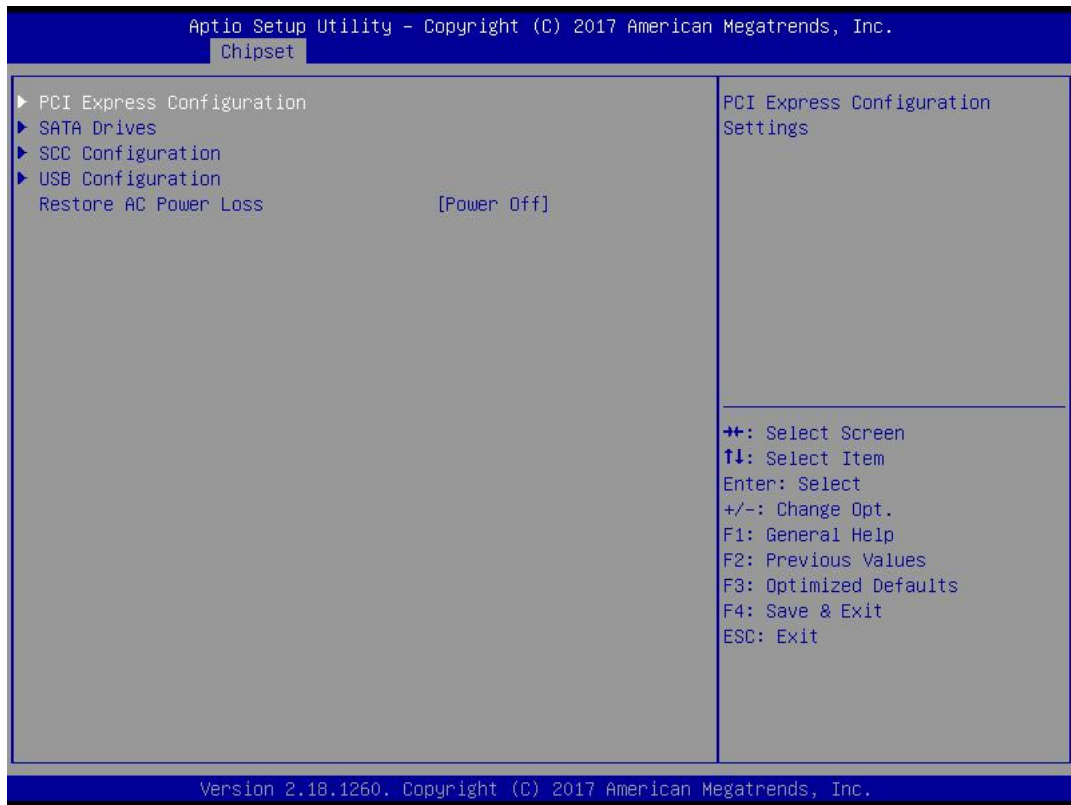 Aptio Setup Utility – Copyright (C) 2017 American Megatrends, Inc.
Chipset
PCI Express Configuration
SATA Drives
SCC Configuration
USB Configuration
Restore AC Power Loss [Power Off]
PCI Express Configuration
Settings
→←: Select Screen
↑↓: Select Item
Enter: Select
+/-: Change Opt.
F1: General Help
F2: Previous Values
F3: Optimized Defaults
F4: Save & Exit
ESC: Exit
Version 2.18.1260. Copyright (C) 2017 American Megatrends, Inc.